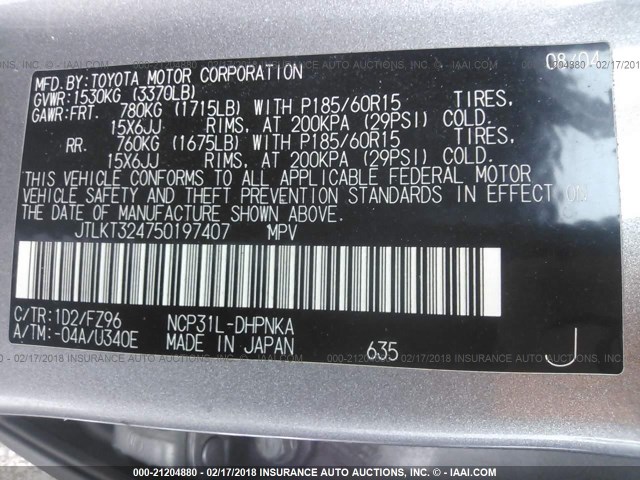 MFD.BY:TOYOTA MOTOR CORPORATION 08/04
GVWR:1530KG (3370LB)
GAWR:FRT. 780KG (1715LB) WITH P185/60R15 TIRES,
15X6JJ RIMS, AT 200KPA (29PSI) COLD.
RR. 760KG (1675LB) WITH P185/60R15 TIRES,
15X6JJ RIMS, AT 200KPA (29PSI) COLD.
THIS VEHICLE CONFORMS TO ALL APPLICABLE FEDERAL MOTOR
VEHICLE SAFETY AND THEFT PREVENTION STANDARDS IN EFFECT ON
THE DATE OF MANUFACTURE SHOWN ABOVE.
JTLKT324750197407 MPV
C/TR:1D2/FZ96 NCP31L-DHPNKA
A/TM:-04A/U340E MADE IN JAPAN 635 J
000-21204880 - 02/17/2018 INSURANCE AUTO AUCTIONS INC. © - IAAI.COM